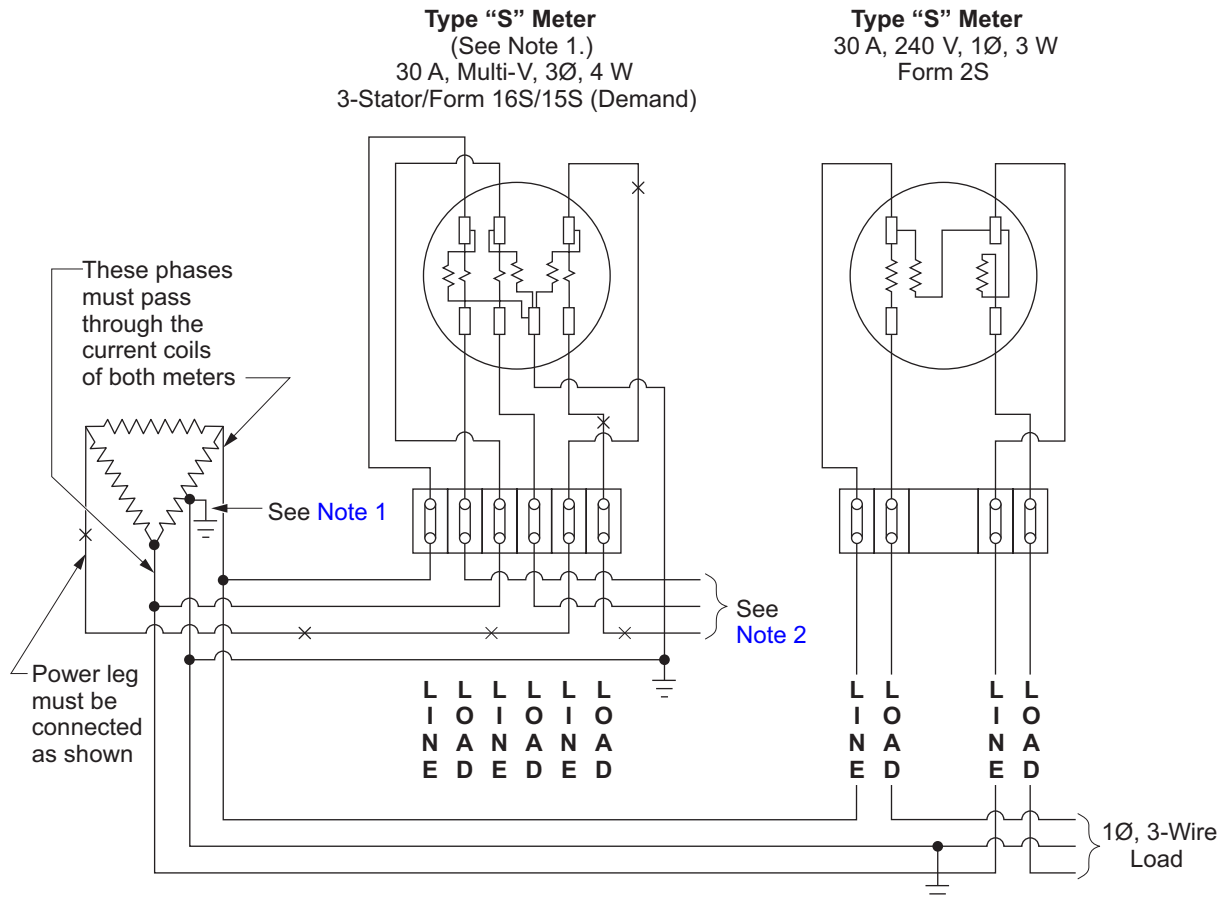 Type “S” Meter
(See Note 1.)
30 A, Multi-V, 3Ø, 4 W
3-Stator/Form 16S/15S (Demand)
Type “S” Meter
30 A, 240 V, 1Ø, 3 W
Form 2S
These phases
must pass
through the
current coils
of both meters
See Note 1
See
Note 2
Power leg
must be
connected
as shown
LINE
LOAD
LINE
LOAD
LINE
LOAD
LINE
LOAD
LINE
LOAD
1Ø, 3-Wire
Load